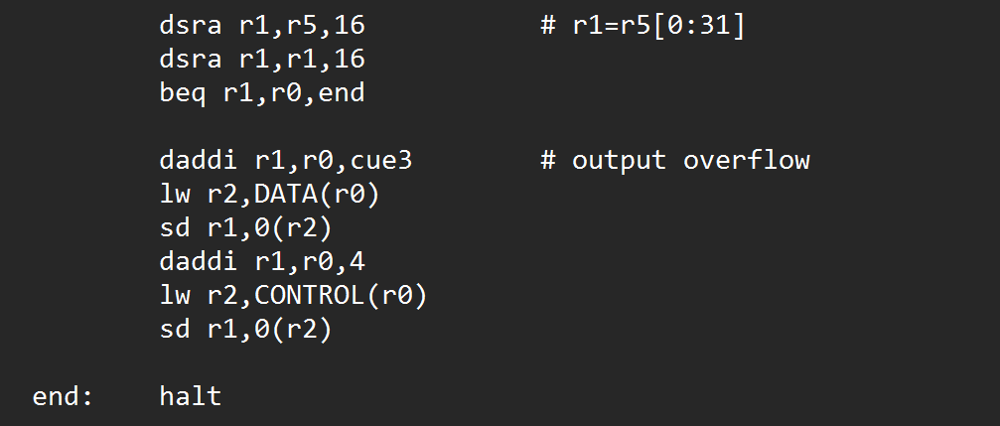 dsra r1,r5,16 # r1=r5[0:31]
dsra r1,r1,16
beq r1,r0,end
daddi r1,r0,cue3 # output overflow
lw r2,DATA(r0)
sd r1,0(r2)
daddi r1,r0,4
lw r2,CONTROL(r0)
sd r1,0(r2)
end: halt